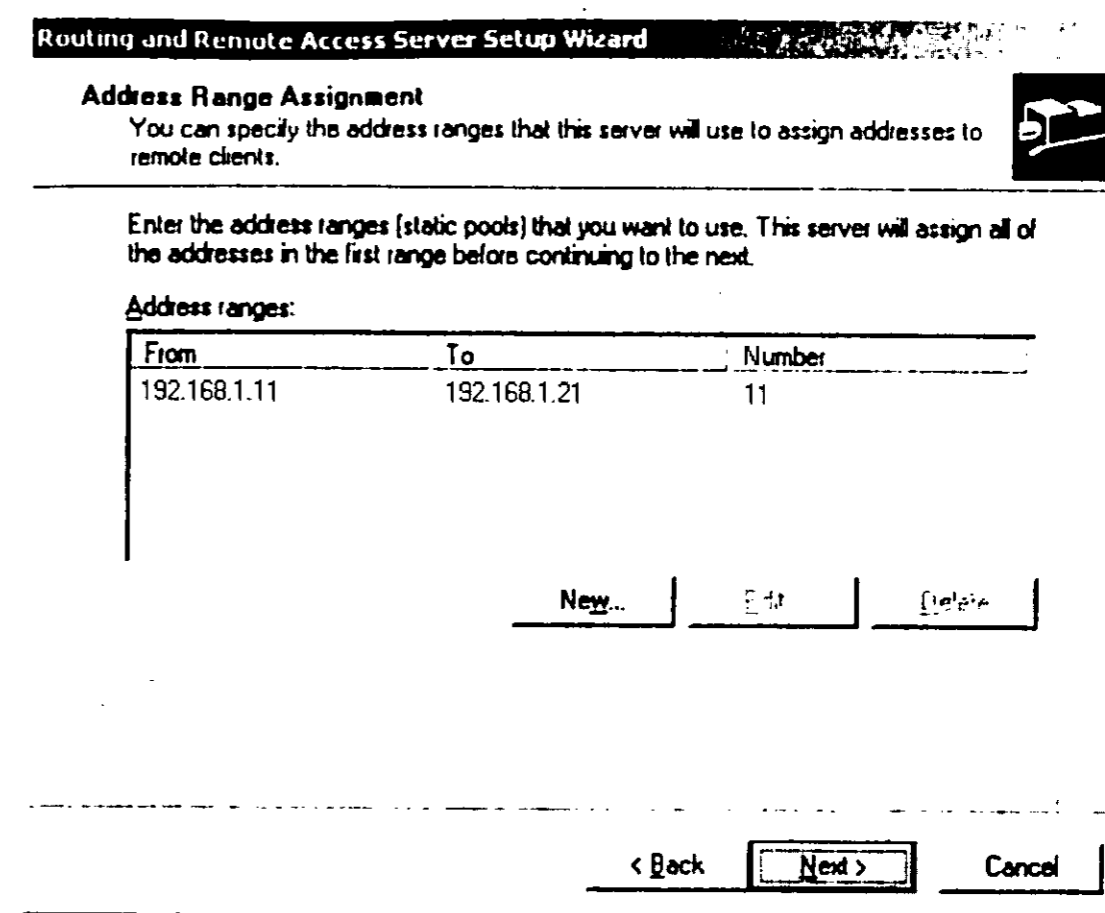 Routing and Remote Access Server Setup Wizard
Address Range Assignment
You can specify the address ranges that this server will use to assign addresses to
remote clients.
Enter the address ranges (static pools) that you want to use. This server will assign all of
the addresses in the first range before continuing to the next.
Address ranges:
From To Number
192.168.1.11 192.168.1.21 11
New... Edit Delete
< Back Next > Cancel